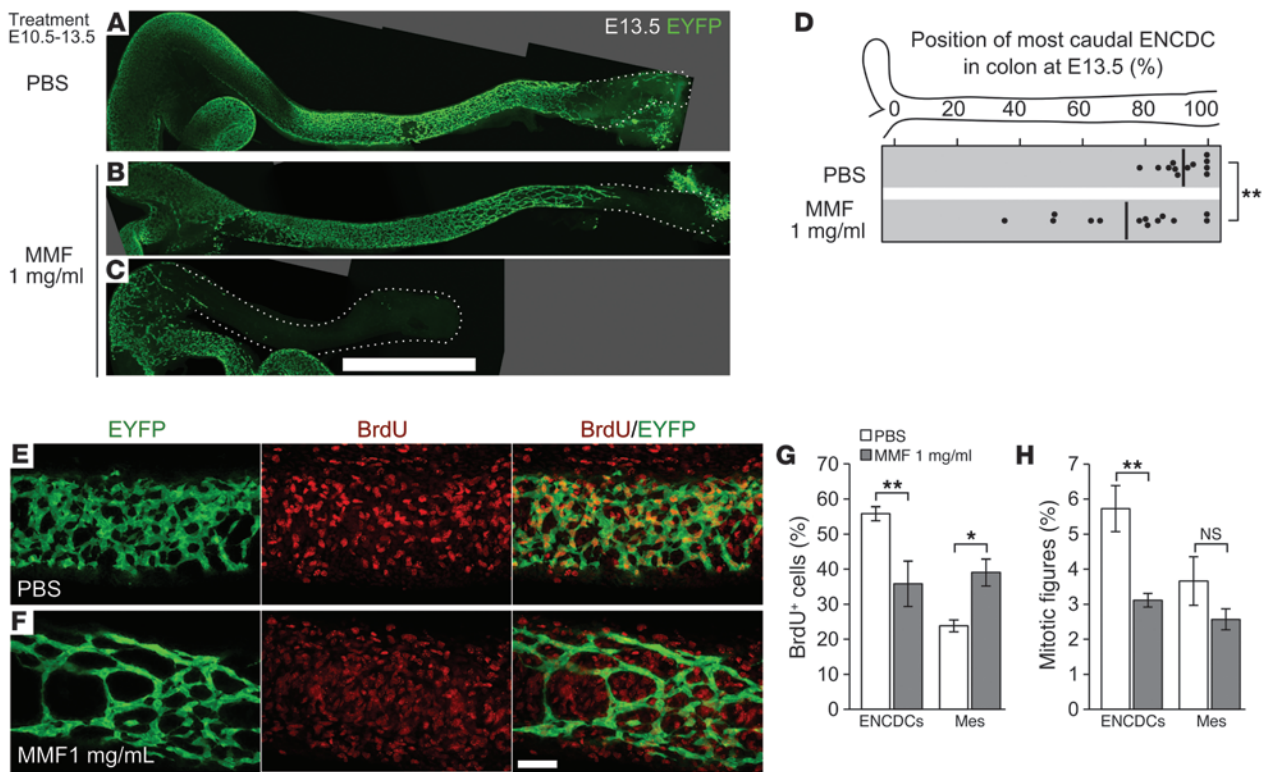 Treatment
E10.5-13.5
PBS
MMF
1 mg/ml
A
E13.5 EYFP
B
C
D
Position of most caudal ENCDC
in colon at E13.5 (%)
0 20 40 60 80 100
PBS
MMF
1 mg/ml
**
EYFP BrdU BrdU/EYFP
E
PBS
F
MMF1 mg/mL
G
PBS
MMF 1 mg/ml
BrdU⁺ cells (%)
70
60
50
40
30
20
10
0
**
*
ENCDCs Mes
H
Mitotic figures (%)
7
6
5
4
3
2
1
0
**
NS
ENCDCs Mes